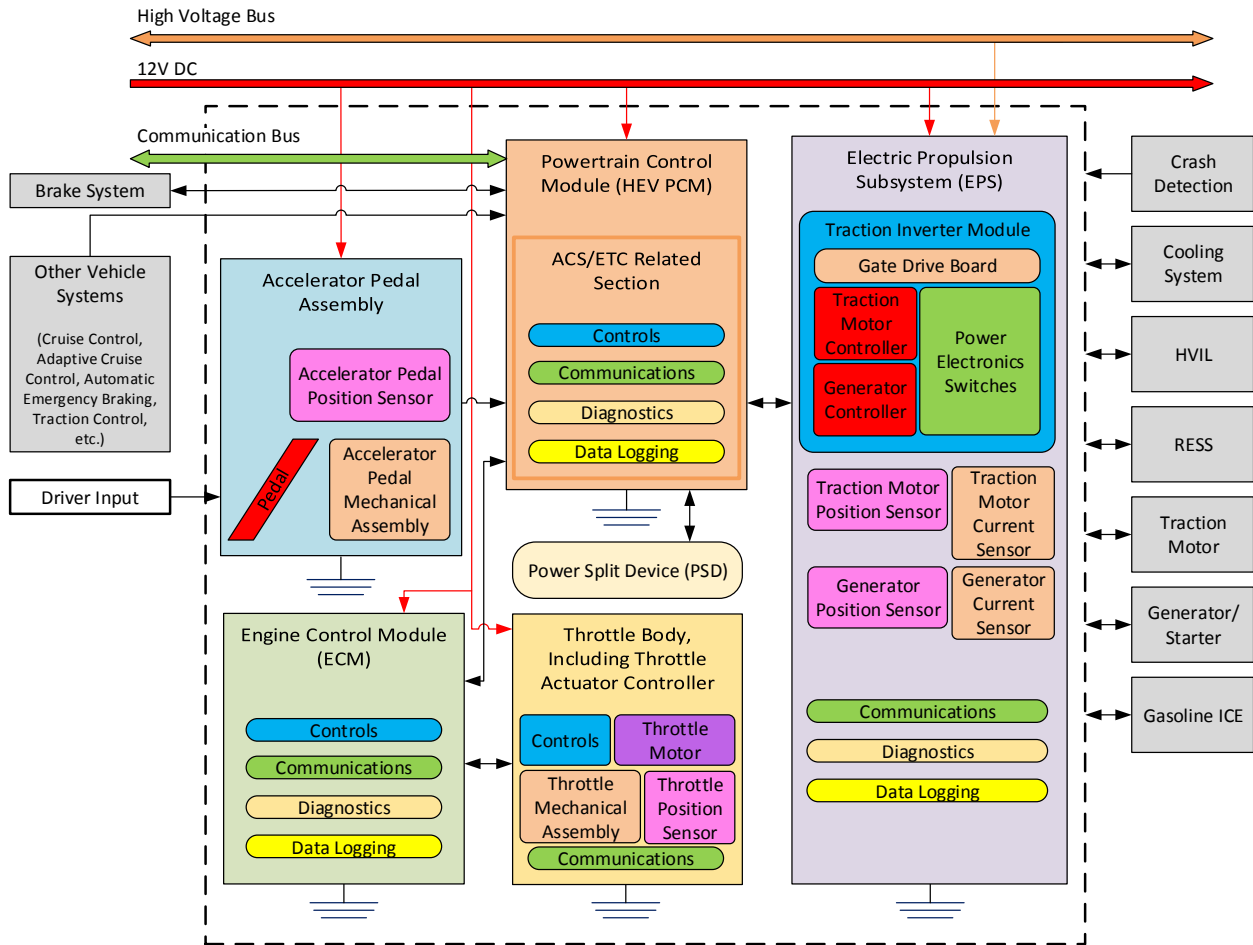 High Voltage Bus
12V DC
Communication Bus
Brake System
Other Vehicle
Systems
(Cruise Control,
Adaptive Cruise
Control, Automatic
Emergency Braking,
Traction Control,
etc.)
Driver Input
Accelerator Pedal
Assembly
Accelerator Pedal
Position Sensor
Pedal
Accelerator
Pedal
Mechanical
Assembly
Powertrain Control
Module (HEV PCM)
ACS/ETC Related
Section
Controls
Communications
Diagnostics
Data Logging
Power Split Device (PSD)
Engine Control Module
(ECM)
Controls
Communications
Diagnostics
Data Logging
Throttle Body,
Including Throttle
Actuator Controller
Controls
Throttle
Motor
Throttle
Mechanical
Assembly
Throttle
Position
Sensor
Communications
Electric Propulsion
Subsystem (EPS)
Traction Inverter Module
Gate Drive Board
Traction
Motor
Controller
Generator
Controller
Power
Electronics
Switches
Traction Motor
Position Sensor
Traction
Motor
Current
Sensor
Generator
Position Sensor
Generator
Current
Sensor
Communications
Diagnostics
Data Logging
Crash
Detection
Cooling
System
HVIL
RESS
Traction
Motor
Generator/
Starter
Gasoline ICE